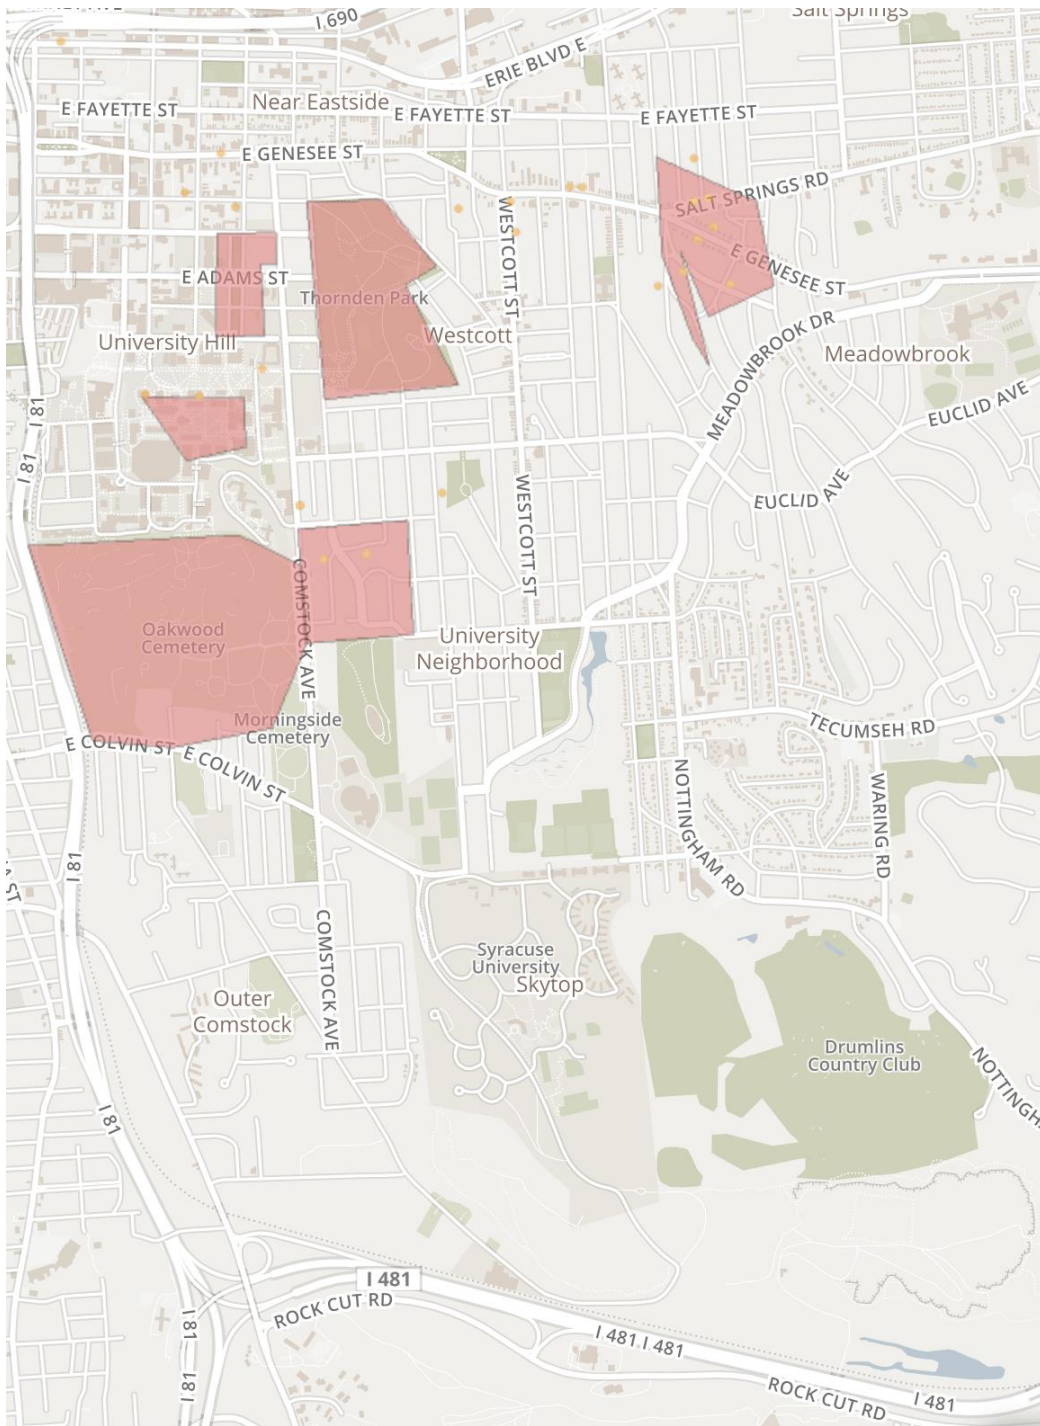 I 690
Salt Springs
ERIE BLVD E
E FAYETTE ST
Near Eastside
E FAYETTE ST
E FAYETTE ST
E GENESEE ST
SALT SPRINGS RD
WESTCOTT ST
E GENESEE ST
E ADAMS ST
Thornden Park
University Hill
Westcott
MEADOWBROOK DR
Meadowbrook
EUCLID AVE
I 81
I 81
EUCLID AVE
WESTCOTT ST
COMSTOCK AVE
Oakwood
Cemetery
University
Neighborhood
Morningside
Cemetery
TECUMSEH RD
E COLVIN ST
E COLVIN ST
NOTTINGHAM RD
WARING RD
I 81
COMSTOCK AVE
Syracuse
University
Skytop
Outer
Comstock
Drumlins
Country Club
NOTTINGH
I 81
I 481
ROCK CUT RD
I 81
I 481 I 481
I 81
ROCK CUT RD
I 481